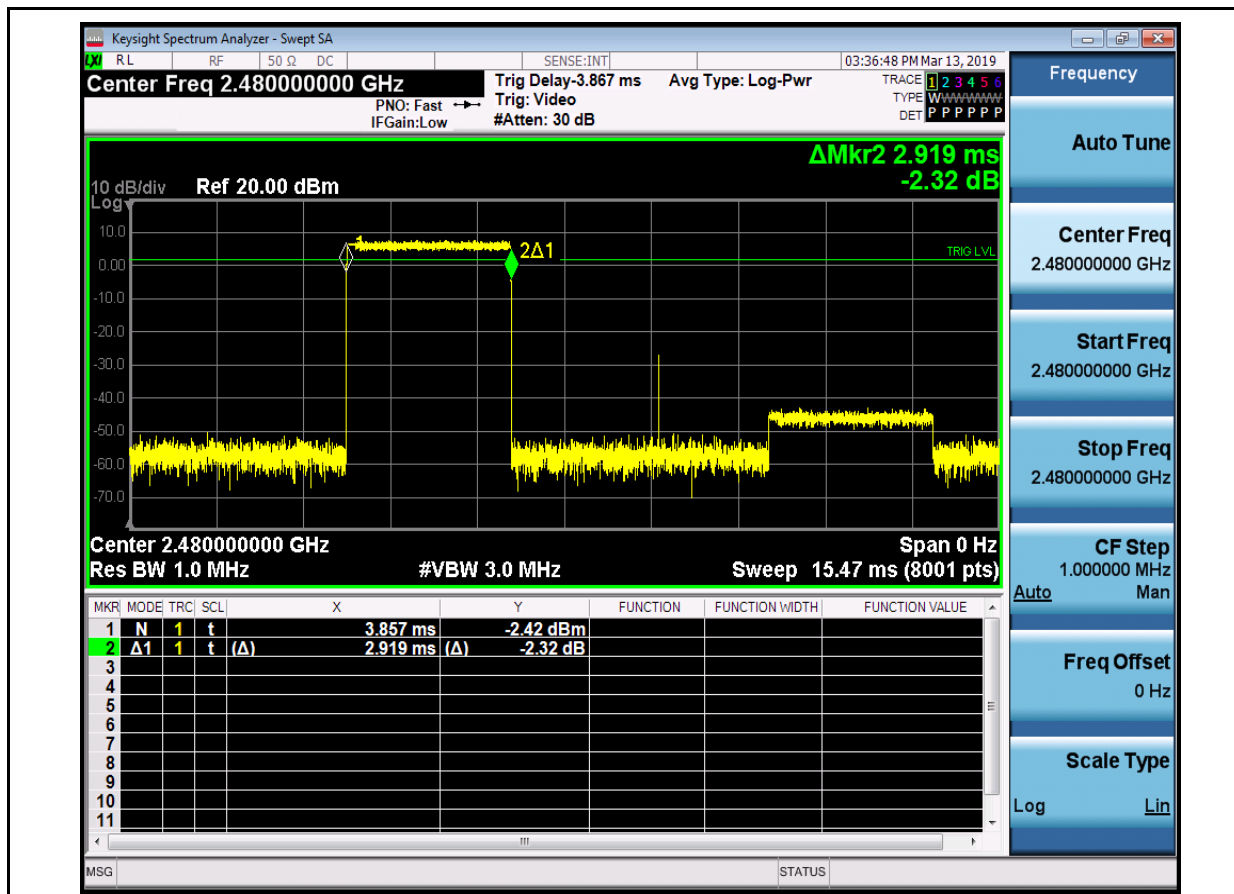 Keysight Spectrum Analyzer - Swept SA
LXI RL RF 50 Ω DC SENSE:INT 03:36:48 PM Mar 13, 2019
Center Freq 2.480000000 GHz
PNO: Fast
IFGain:Low
Trig Delay-3.867 ms
Trig: Video
#Atten: 30 dB
Avg Type: Log-Pwr
TRACE 1 2 3 4 5 6
TYPE WWWWWW
DET P P P P P P
ΔMkr2 2.919 ms
-2.32 dB
10 dB/div Ref 20.00 dBm
Log
10.0
0.00
-10.0
-20.0
-30.0
-40.0
-50.0
-60.0
-70.0
1
2Δ1
TRIG LVL
Center 2.480000000 GHz Span 0 Hz
Res BW 1.0 MHz #VBW 3.0 MHz Sweep 15.47 ms (8001 pts)
MKR MODE TRC SCL X Y FUNCTION FUNCTION WIDTH FUNCTION VALUE
1 N 1 t 3.857 ms -2.42 dBm
2 Δ1 1 t (Δ) 2.919 ms (Δ) -2.32 dB
3
4
5
6
7
8
9
10
11
MSG STATUS
Frequency
Auto Tune
Center Freq
2.480000000 GHz
Start Freq
2.480000000 GHz
Stop Freq
2.480000000 GHz
CF Step
1.000000 MHz
Auto Man
Freq Offset
0 Hz
Scale Type
Log Lin